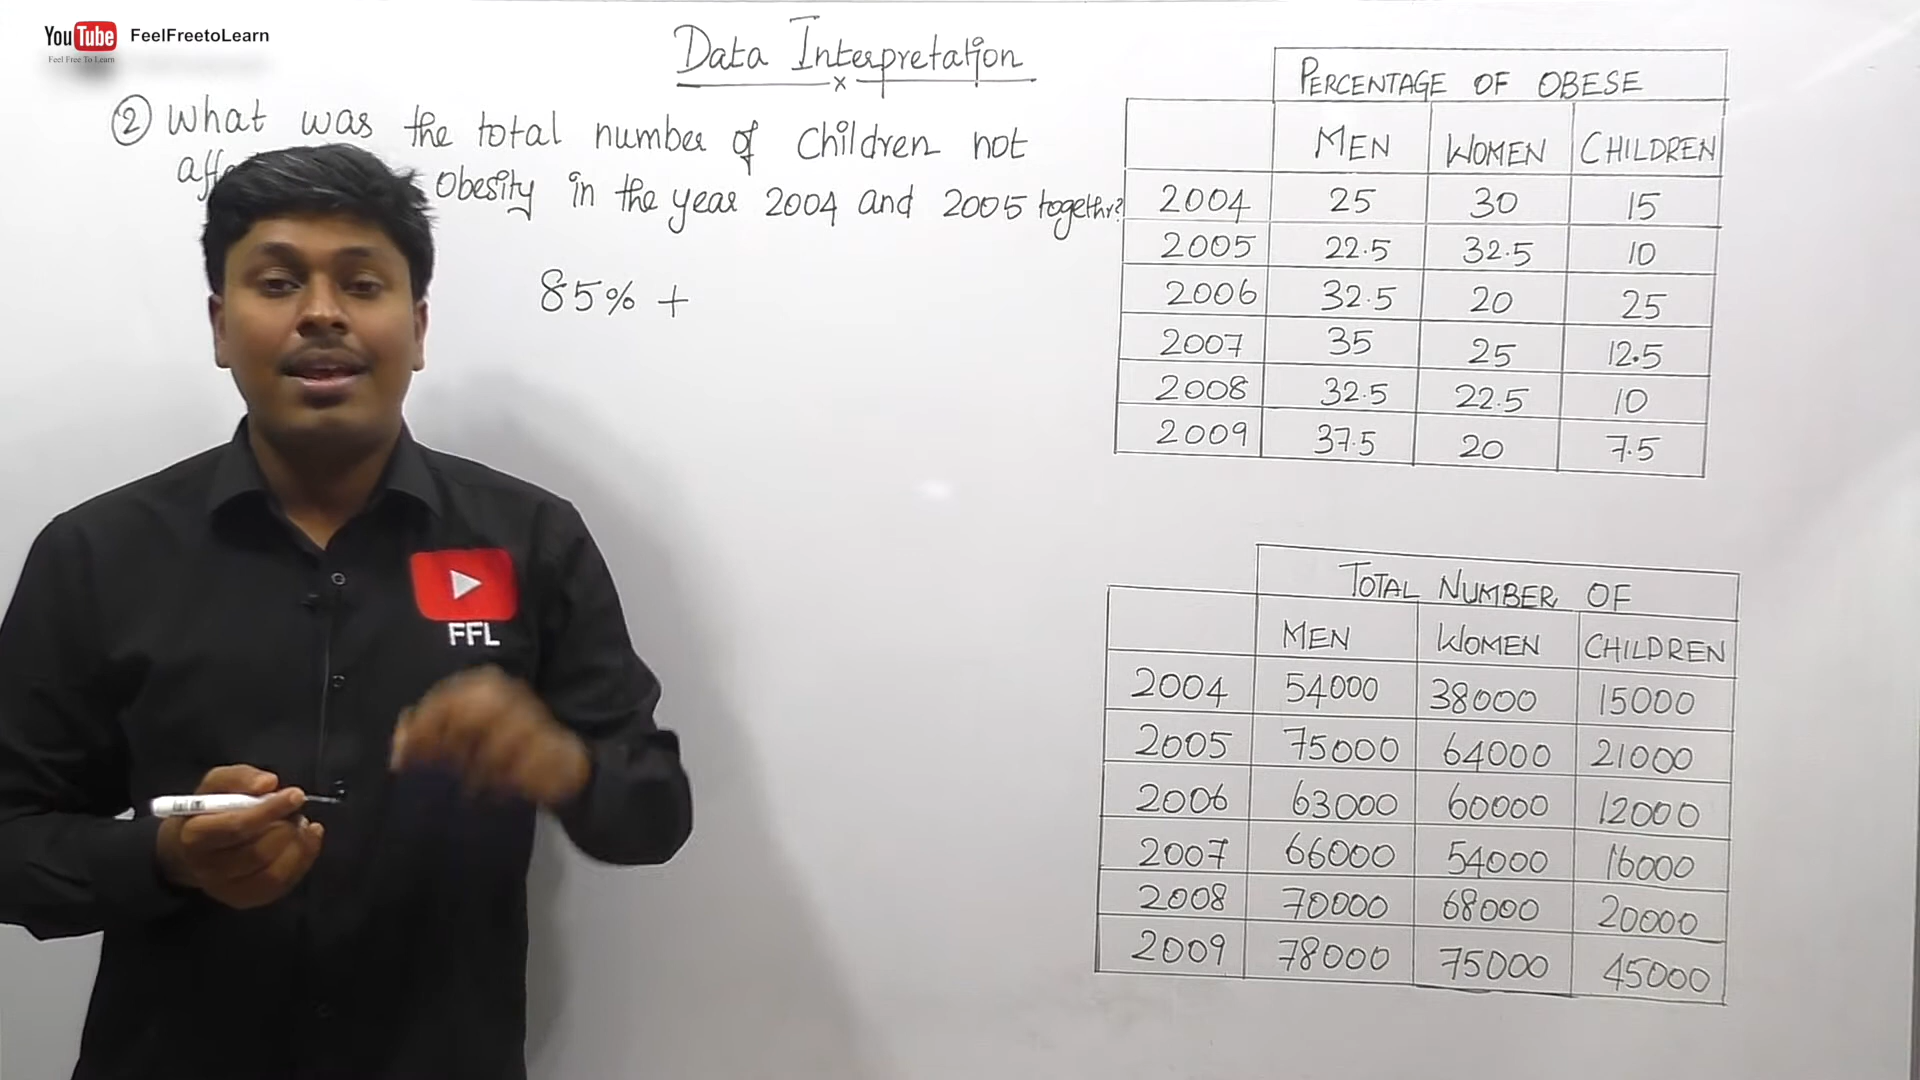 YouTube FeelFreetoLearn
Feel Free To Learn
Data Interpretation
x
② What was the total number of Children not
Obesity in the year 2004 and 2005 togethr?
85% +
FFL
PERCENTAGE OF OBESE
MEN WOMEN CHILDREN
2004 25 30 15
2005 22.5 32.5 10
2006 32.5 20 25
2007 35 25 12.5
2008 32.5 22.5 10
2009 37.5 20 7.5
TOTAL NUMBER OF
MEN WOMEN CHILDREN
2004 54000 38000 15000
2005 75000 64000 21000
2006 63000 60000 12000
2007 66000 54000 16000
2008 70000 68000 20000
2009 78000 75000 45000